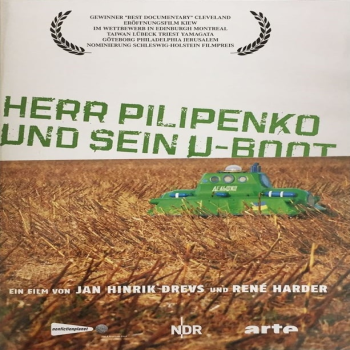 GEWINNER "BEST DOCUMENTARY" CLEVELAND
ERÖFFNUNGSFILM KIEW
IM WETTBEWERB IN EDINBURGH MONTREAL
TAIWAN LÜBECK TRIEST YAMAGATA
GÖTEBORG PHILADELPHIA JERUSALEM
NOMINIERUNG SCHLESWIG-HOLSTEIN FILMPREIS
HERR PILIPENKO
UND SEIN U-BOOT
EIN FILM VON JAN HINRIK DREVS UND RENÉ HARDER
nonfictionplanet
NDR
arte